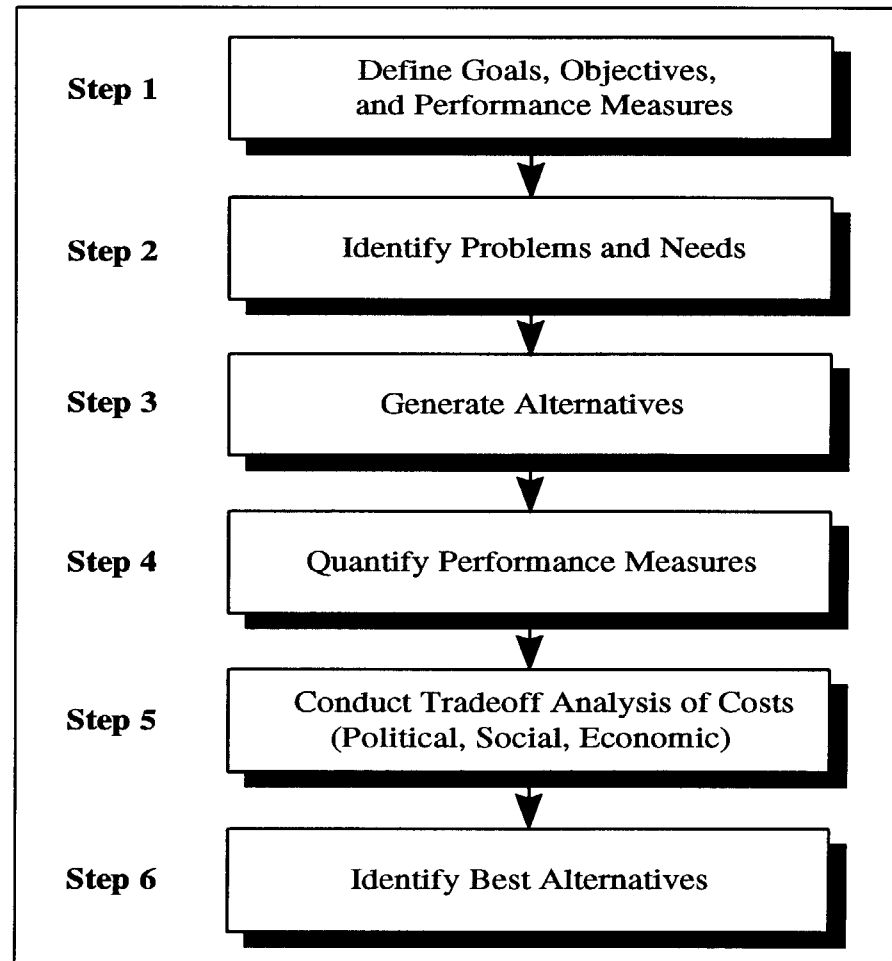 Step 1
Define Goals, Objectives,
and Performance Measures
Step 2
Identify Problems and Needs
Step 3
Generate Alternatives
Step 4
Quantify Performance Measures
Step 5
Conduct Tradeoff Analysis of Costs
(Political, Social, Economic)
Step 6
Identify Best Alternatives